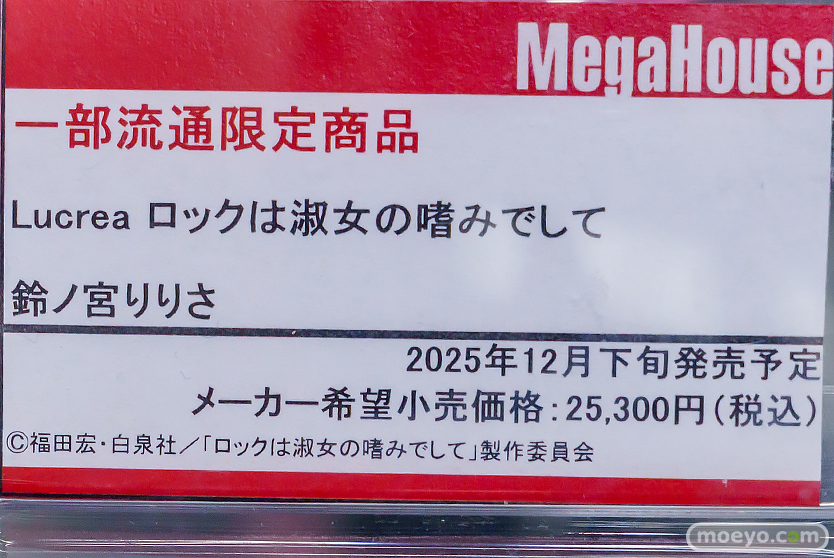 MegaHouse
一部流通限定商品
Lucrea ロックは淑女の嗜みでして
鈴ノ宮りりさ
2025年12月下旬発売予定
メーカー希望小売価格:25,300円(税込)
©福田宏・白泉社/「ロックは淑女の嗜みでして」製作委員会
moeyo.com